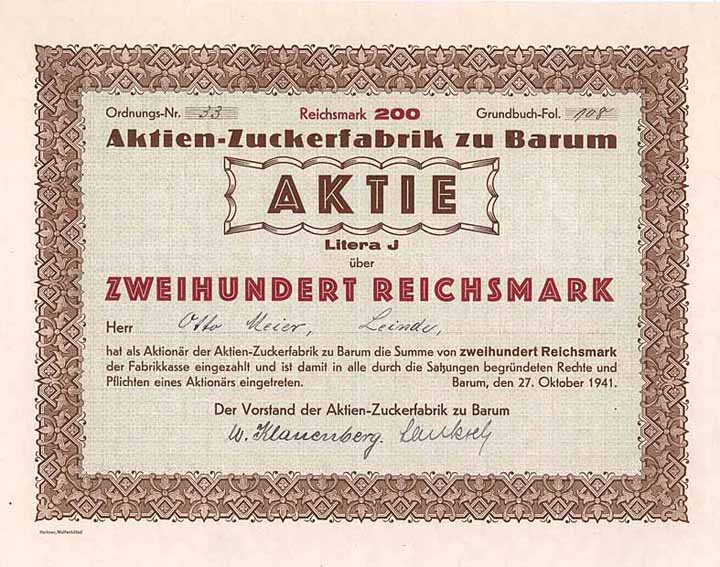 Ordnungs-Nr. 33 Reichsmark 200 Grundbuch-Fol. 108
Aktien-Zuckerfabrik zu Barum
AKTIE
Litera J
über
ZWEIHUNDERT REICHSMARK
Herr Otto Meier, Leinde,
hat als Aktionär der Aktien-Zuckerfabrik zu Barum die Summe von zweihundert Reichsmark
der Fabrikkasse eingezahlt und ist damit in alle durch die Satzungen begründeten Rechte und
Pflichten eines Aktionärs eingetreten. Barum, den 27. Oktober 1941.
Der Vorstand der Aktien-Zuckerfabrik zu Barum
W. Klauenberg.